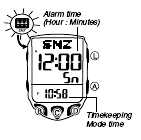 Alarm time
(Hour : Minutes)
SNZ
12:00
Sn
10:58
L
A
Timekeeping
Mode time